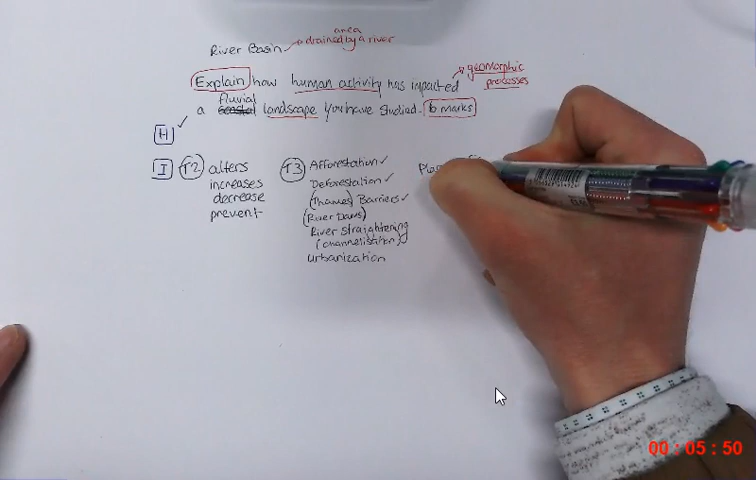 area
River Basin → drained by a river
Explain how human activity has impacted → geomorphic
processes
fluvial
a coastal landscape you have studied. 6 marks
H ✓
I T2 alters
increases
decrease
prevent
T3 Afforestation ✓
Deforestation ✓
(Thames) Barriers ✓
(River Dams)
River straightening
(channelisation)
urbanization
00:05:50